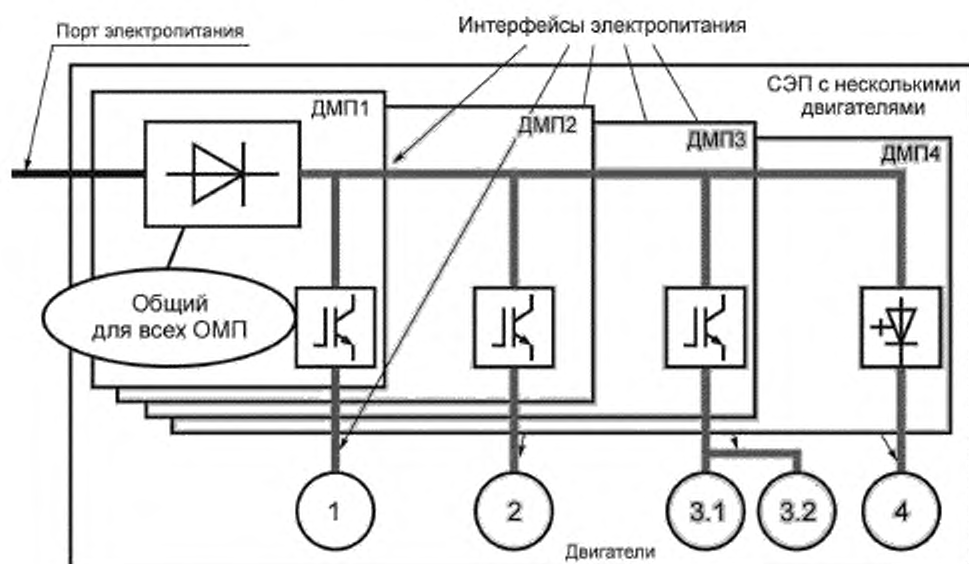 Порт электропитания
Интерфейсы электропитания
СЭП с несколькими
двигателями
ДМП1
ДМП2
ДМП3
ДМП4
Общий
для всех ОМП
1
2
3.1
3.2
4
Двигатели